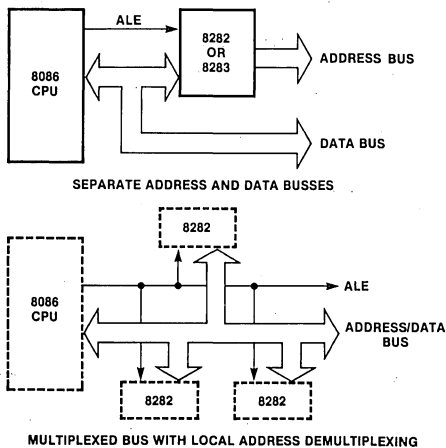 ALE
8086
CPU
8282
OR
8283
ADDRESS BUS
DATA BUS
SEPARATE ADDRESS AND DATA BUSSES
8282
8086
CPU
ALE
ADDRESS/DATA
BUS
8282
8282
MULTIPLEXED BUS WITH LOCAL ADDRESS DEMULTIPLEXING